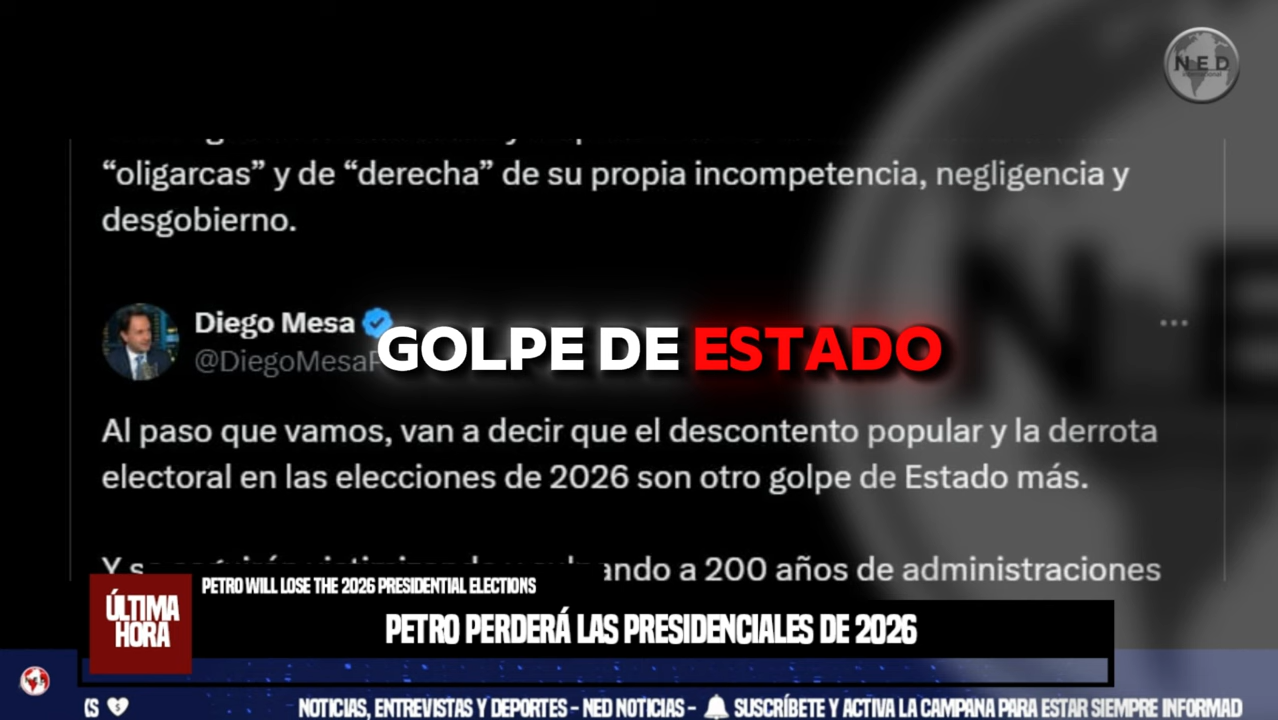 NED
“oligarcas” y de “derecha” de su propia incompetencia, negligencia y
desgobierno.
Diego Mesa
@DiegoMesaP
GOLPE DE ESTADO
Al paso que vamos, van a decir que el descontento popular y la derrota
electoral en las elecciones de 2026 son otro golpe de Estado más.
ando a 200 años de administraciones
PETRO WILL LOSE THE 2026 PRESIDENTIAL ELECTIONS
ÚLTIMA
HORA
PETRO PERDERÁ LAS PRESIDENCIALES DE 2026
NOTICIAS, ENTREVISTAS Y DEPORTES - NED NOTICIAS - 🔔 SUSCRÍBETE Y ACTIVA LA CAMPANA PARA ESTAR SIEMPRE INFORMAD